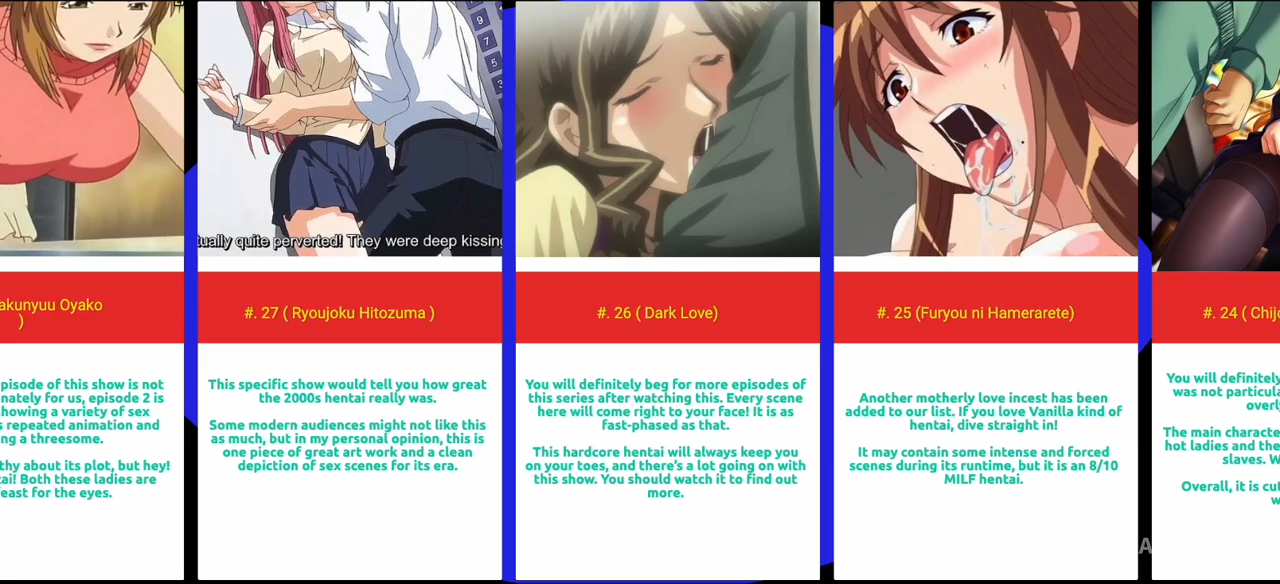 tually quite perverted! They were deep kissing
akunyuu Oyako
)
#. 27 ( Ryoujoku Hitozuma )
#. 26 ( Dark Love)
#. 25 (Furyou ni Hamerarete)
#. 24 ( Chijo
pisode of this show is not
nately for us, episode 2 is
howing a variety of sex
s repeated animation and
ng a threesome.
thy about its plot, but hey!
tai! Both these ladies are
east for the eyes.
This specific show would tell you how great
the 2000s hentai really was.
Some modern audiences might not like this
as much, but in my personal opinion, this is
one piece of great art work and a clean
depiction of sex scenes for its era.
You will definitely beg for more episodes of
this series after watching this. Every scene
here will come right to your face! It is as
fast-phased as that.
This hardcore hentai will always keep you
on your toes, and there's a lot going on with
this show. You should watch it to find out
more.
Another motherly love incest has been
added to our list. If you love Vanilla kind of
hentai, dive straight in!
It may contain some intense and forced
scenes during its runtime, but it is an 8/10
MILF hentai.
You will definitely
was not particula
overly
The main characte
hot ladies and the
slaves. W
Overall, it is cut
w
A